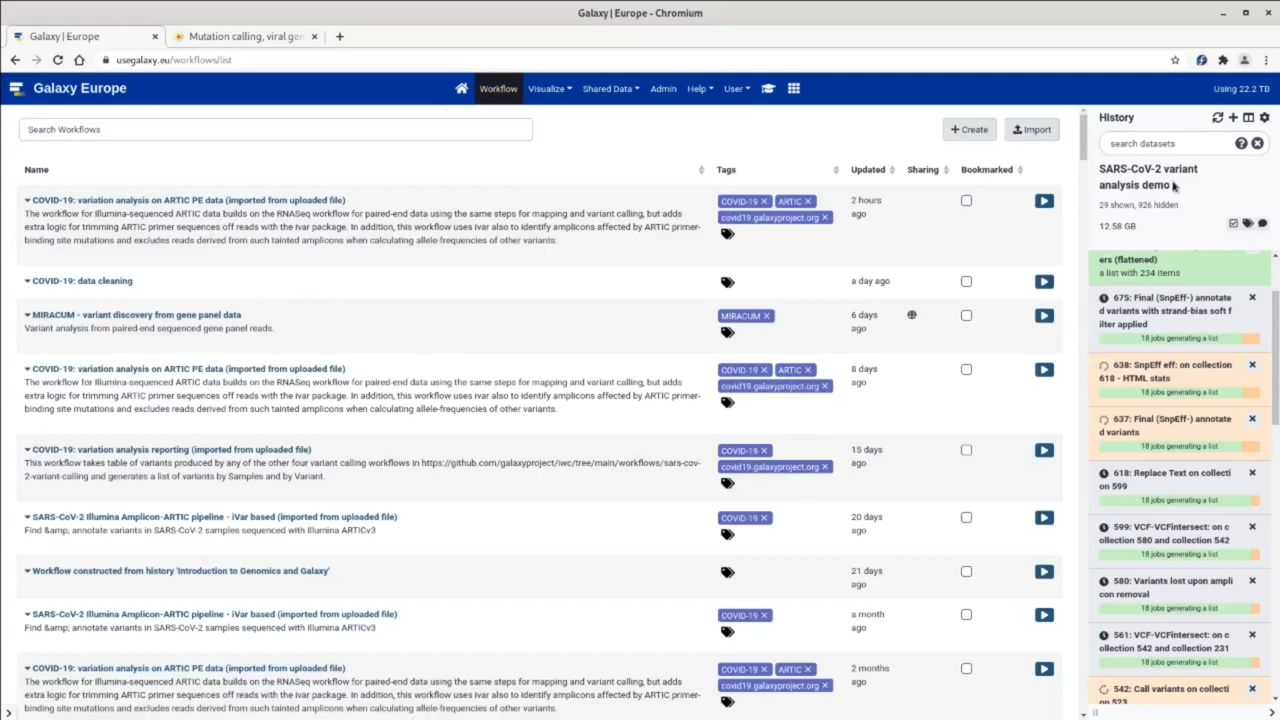 Galaxy | Europe - Chromium
Galaxy | Europe
Mutation calling, viral gen
usegalaxy.eu/workflows/list
Galaxy Europe
Workflow
Visualize
Shared Data
Admin
Help
User
Using 22.2 TB
Search Workflows
+ Create
Import
Name
Tags
Updated
Sharing
Bookmarked
COVID-19: variation analysis on ARTIC PE data (imported from uploaded file)
The workflow for Illumina-sequenced ARTIC data builds on the RNASeq workflow for paired-end data using the same steps for mapping and variant calling, but adds
extra logic for trimming ARTIC primer sequences off reads with the ivar package. In addition, this workflow uses ivar also to identify amplicons affected by ARTIC primer-
binding site mutations and excludes reads derived from such tainted amplicons when calculating allele-frequencies of other variants.
COVID-19 ARTIC
covid19.galaxyproject.org
2 hours
ago
COVID-19: data cleaning
a day ago
MIRACUM - variant discovery from gene panel data
Variant analysis from paired-end sequenced gene panel reads.
MIRACUM
6 days
ago
COVID-19: variation analysis on ARTIC PE data (imported from uploaded file)
The workflow for Illumina-sequenced ARTIC data builds on the RNASeq workflow for paired-end data using the same steps for mapping and variant calling, but adds
extra logic for trimming ARTIC primer sequences off reads with the ivar package. In addition, this workflow uses ivar also to identify amplicons affected by ARTIC primer-
binding site mutations and excludes reads derived from such tainted amplicons when calculating allele-frequencies of other variants.
COVID-19 ARTIC
covid19.galaxyproject.org
8 days
ago
COVID-19: variation analysis reporting (imported from uploaded file)
This workflow takes table of variants produced by any of the other four variant calling workflows in https://github.com/galaxyproject/iwc/tree/main/workflows/sars-cov-
2-variant-calling and generates a list of variants by Samples and by Variant.
COVID-19
covid19.galaxyproject.org
15 days
ago
SARS-CoV-2 Illumina Amplicon-ARTIC pipeline - iVar based (imported from uploaded file)
Find &amp; annotate variants in SARS-CoV-2 samples sequenced with Illumina ARTICv3
COVID-19
20 days
ago
Workflow constructed from history 'Introduction to Genomics and Galaxy'
21 days
ago
SARS-CoV-2 Illumina Amplicon-ARTIC pipeline - iVar based (imported from uploaded file)
Find &amp; annotate variants in SARS-CoV-2 samples sequenced with Illumina ARTICv3
COVID-19
a month
ago
COVID-19: variation analysis on ARTIC PE data (imported from uploaded file)
The workflow for Illumina-sequenced ARTIC data builds on the RNASeq workflow for paired-end data using the same steps for mapping and variant calling, but adds
extra logic for trimming ARTIC primer sequences off reads with the ivar package. In addition, this workflow uses ivar also to identify amplicons affected by ARTIC primer-
binding site mutations and excludes reads derived from such tainted amplicons when calculating allele-frequencies of other variants.
COVID-19 ARTIC
covid19.galaxyproject.org
2 months
ago
History
search datasets
SARS-CoV-2 variant
analysis demo
29 shown, 926 hidden
12.58 GB
ers (flattened)
a list with 234 items
675: Final (SnpEff-) annotate
d variants with strand-bias soft f
ilter applied
18 jobs generating a list
638: SnpEff eff: on collection
618 - HTML stats
18 jobs generating a list
637: Final (SnpEff-) annotate
d variants
18 jobs generating a list
618: Replace Text on collecti
on 599
18 jobs generating a list
599: VCF-VCFintersect: on c
ollection 580 and collection 542
18 jobs generating a list
580: Variants lost upon ampli
con removal
18 jobs generating a list
561: VCF-VCFintersect: on c
ollection 542 and collection 231
18 jobs generating a list
542: Call variants on collecti
on 523